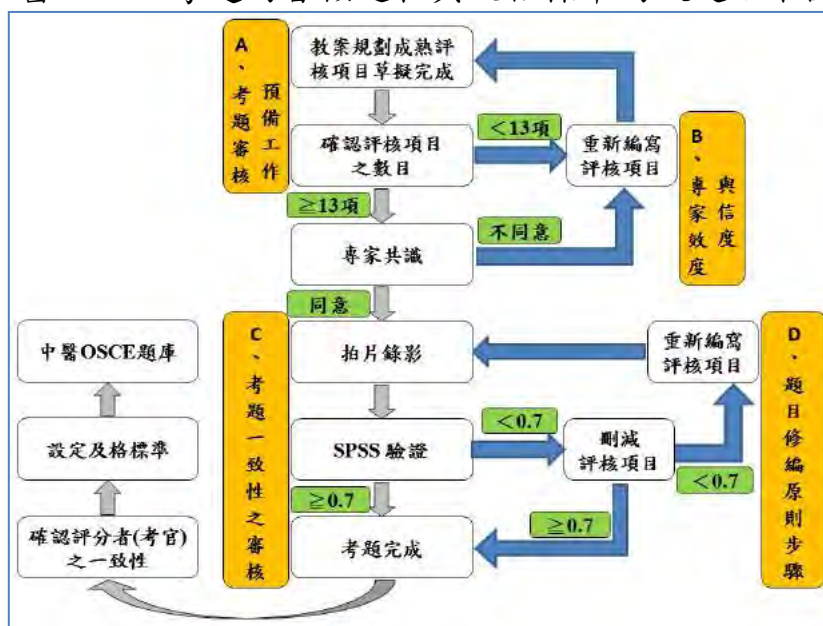 A、考題審核
預備工作
教案規劃成熟評
核項目草擬完成
確認評核項目
之數目
<13項
重新編寫
評核項目
B、專家效度
與信度
≧13項
專家共識
不同意
同意
中醫OSCE題庫
C、考題一致性之審核
拍片錄影
重新編寫
評核項目
D、題目修編原則步驟
設定及格標準
SPSS 驗證
<0.7
刪減
評核項目
<0.7
≧0.7
≧0.7
確認評分者(考官)
之一致性
考題完成